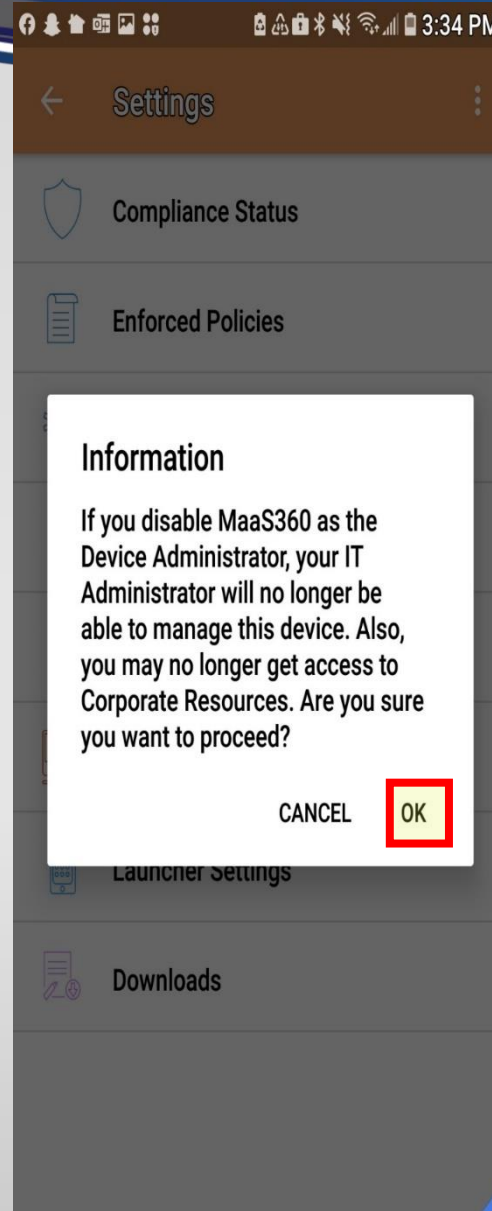 3:34 PM
Settings
Compliance Status
Enforced Policies
Information
If you disable MaaS360 as the
Device Administrator, your IT
Administrator will no longer be
able to manage this device. Also,
you may no longer get access to
Corporate Resources. Are you sure
you want to proceed?
CANCEL OK
Launcher Settings
Downloads